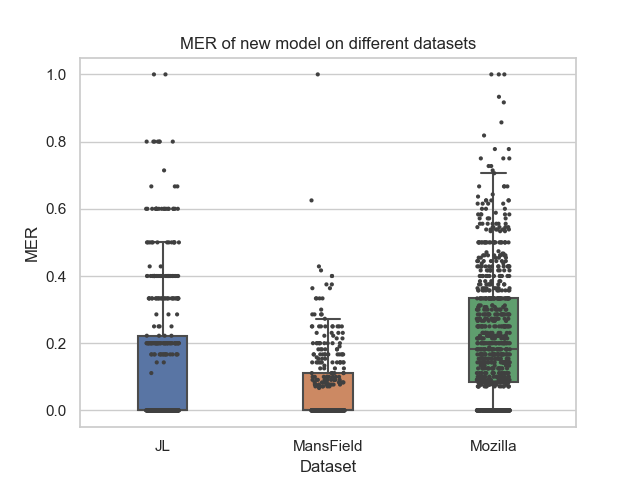 MER of new model on different datasets
1.0
0.8
0.6
0.4
0.2
0.0
MER
JL
MansField
Mozilla
Dataset